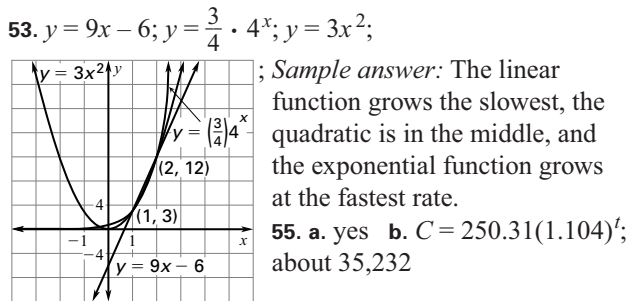 53. y = 9x – 6; y = 3/4 · 4^x; y = 3x^2;
y = 3x^2
y
y = (3/4)4^x
(2, 12)
4
(1, 3)
–1
1
x
–4
y = 9x – 6
; Sample answer: The linear
function grows the slowest, the
quadratic is in the middle, and
the exponential function grows
at the fastest rate.
55. a. yes b. C = 250.31(1.104)^t;
about 35,232